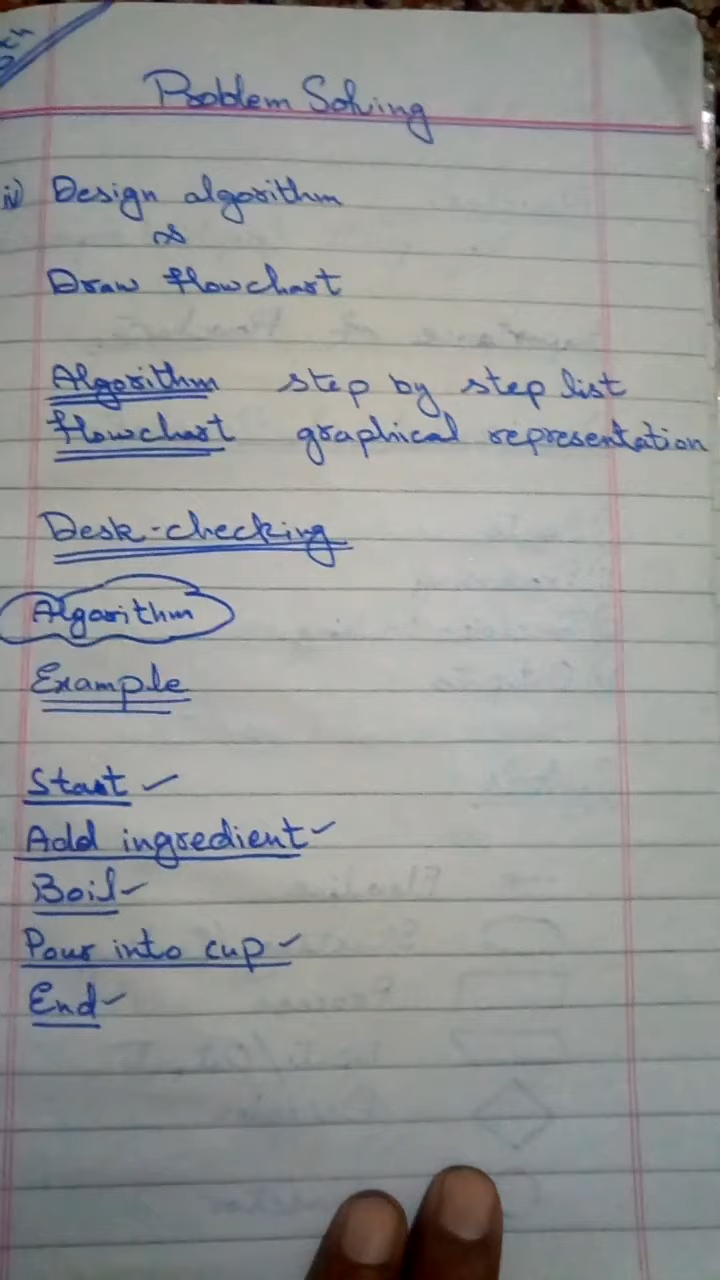 Problem Solving
iv) Design algorithm
or
Draw flowchart
Algorithm step by step list
flowchart graphical representation
Desk-checking
Algorithm
Example
Start
Add ingredient
Boil
Pour into cup
End